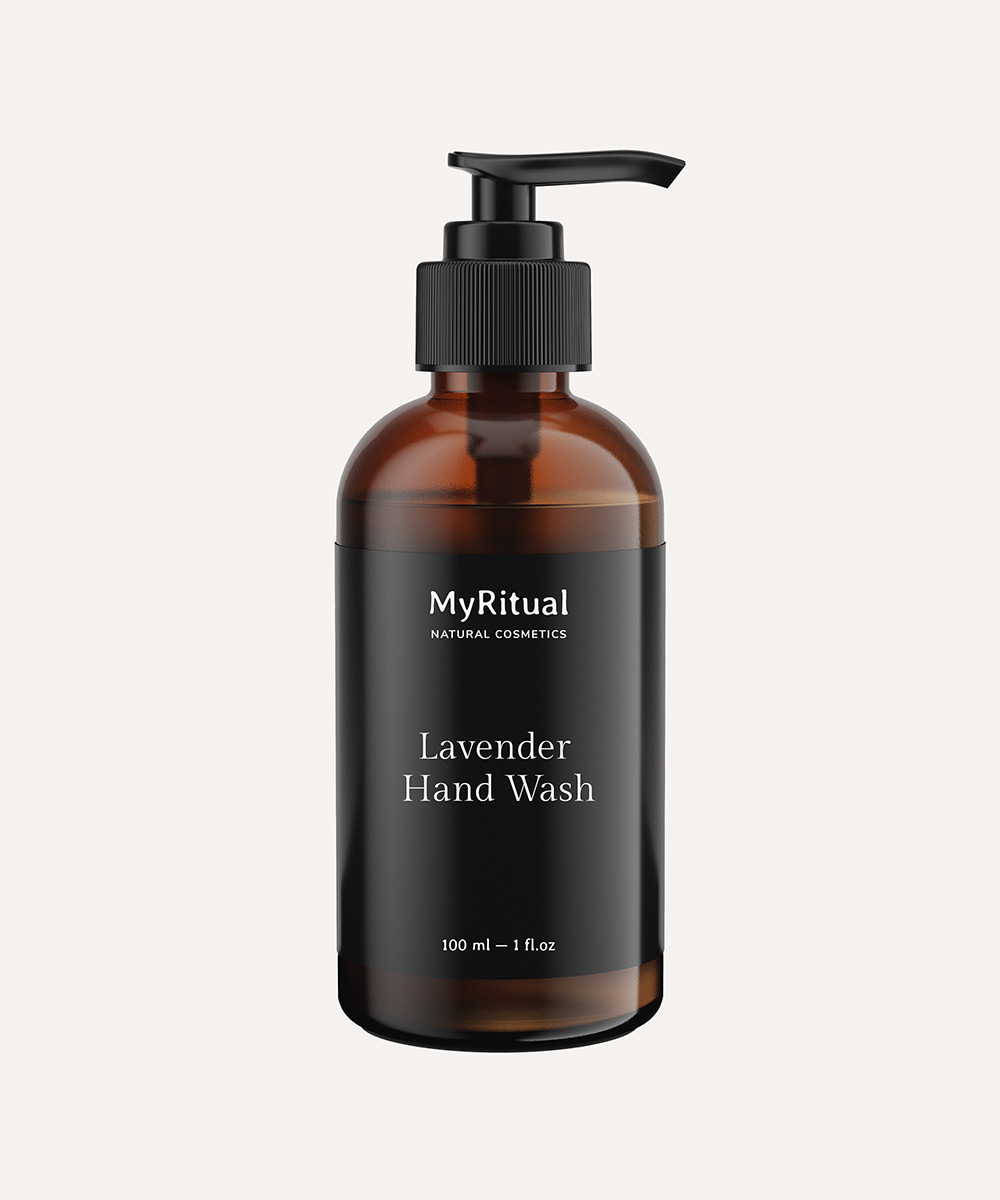 MyRitual
NATURAL COSMETICS
Lavender
Hand Wash
100 ml — 1 fl.oz